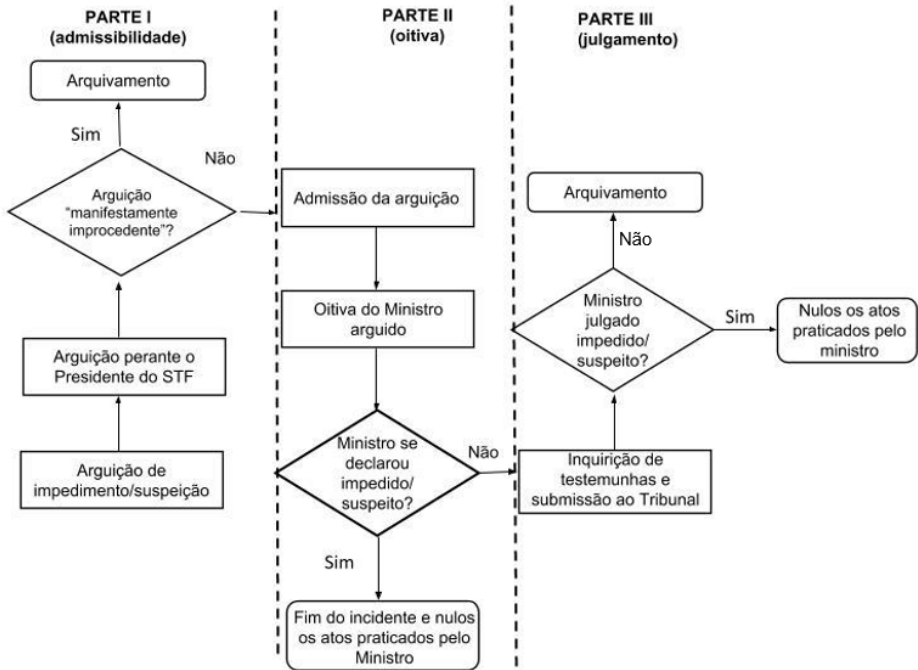 PARTE I
(admissibilidade)
Arquivamento
Sim
Não
Arguição
“manifestamente
improcedente”?
Arguição perante o
Presidente do STF
Arguição de
impedimento/suspeição
PARTE II
(oitiva)
Admissão da arguição
Oitiva do Ministro
arguido
Ministro se
declarou
impedido/
suspeito?
Não
Sim
Fim do incidente e nulos
os atos praticados pelo
Ministro
PARTE III
(julgamento)
Arquivamento
Não
Ministro
julgado
impedido/
suspeito?
Sim
Nulos os atos
praticados pelo
ministro
Inquirição de
testemunhas e
submissão ao Tribunal